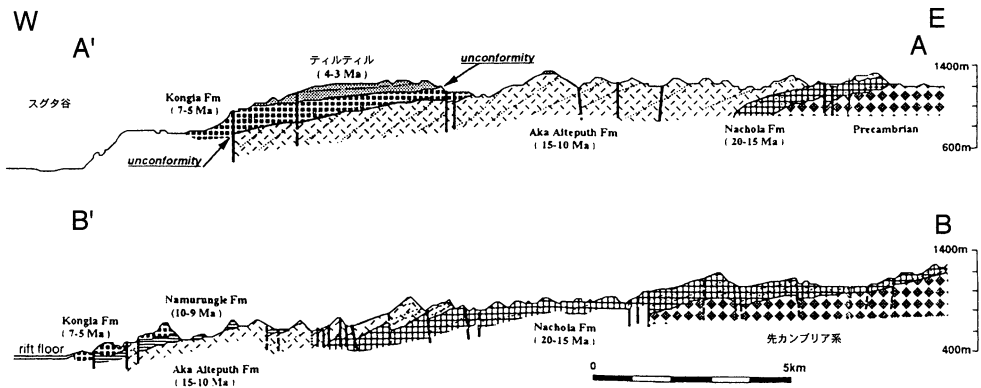 W
E
A'
A
ティルティル
( 4-3 Ma )
unconformity
1400m
スグタ谷
Kongia Fm
( 7-5 Ma )
unconformity
Aka Aiteputh Fm
( 15-10 Ma )
Nachola Fm
( 20-15 Ma )
Precambrian
600m
B'
B
1400m
Namurungle Fm
(10-9 Ma )
Kongia Fm
( 7-5 Ma )
rift floor
Nachola Fm
( 20-15 Ma )
先カンブリア系
400m
Aka Aiteputh Fm
( 15-10 Ma )
0
5km